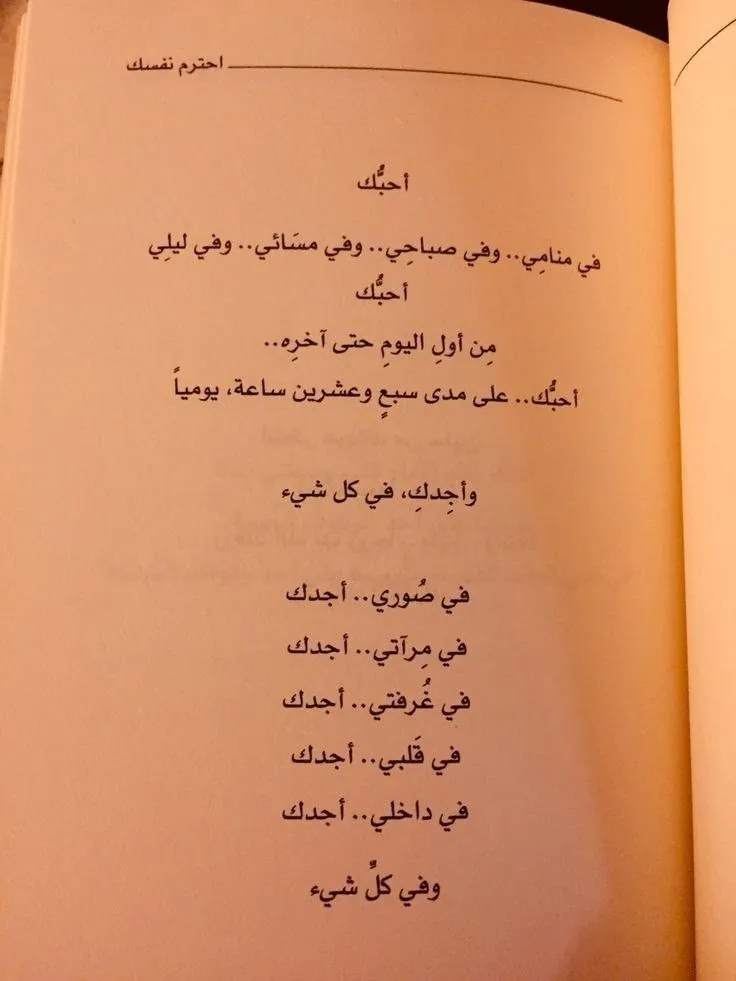 احترم نفسك
أحبُّك
في منامِي.. وفي صباحِي.. وفي مسَائي.. وفي ليلِي
أحبُّك
مِن أولِ اليومِ حتى آخرِه..
أحبُّك.. على مدى سبعٍ وعشرين ساعة، يومياً
وأجِدكِ، في كل شيء
في صُوري.. أجدك
في مِرآتي.. أجدك
في غُرفتي.. أجدك
في قَلبي.. أجدك
في داخلي.. أجدك
وفي كلِّ شيء